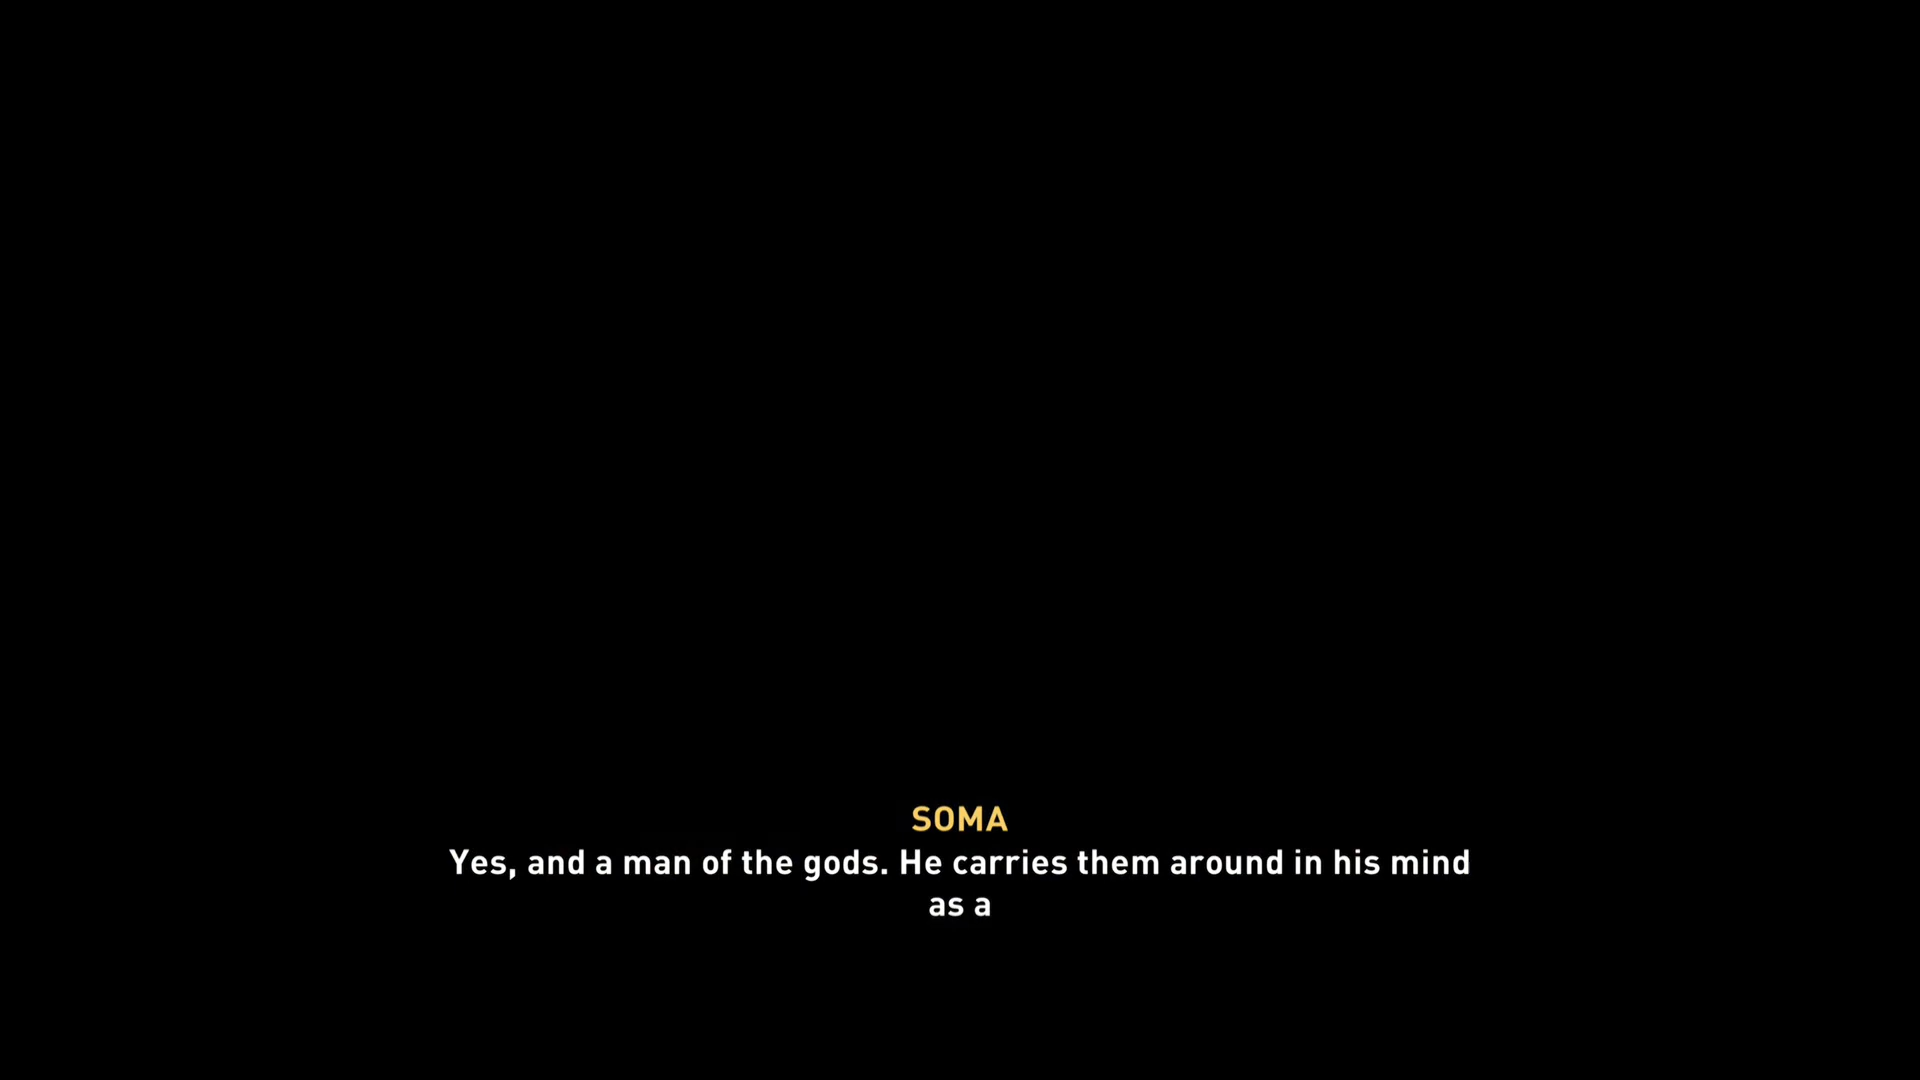 SOMA
Yes, and a man of the gods. He carries them around in his mind
as a